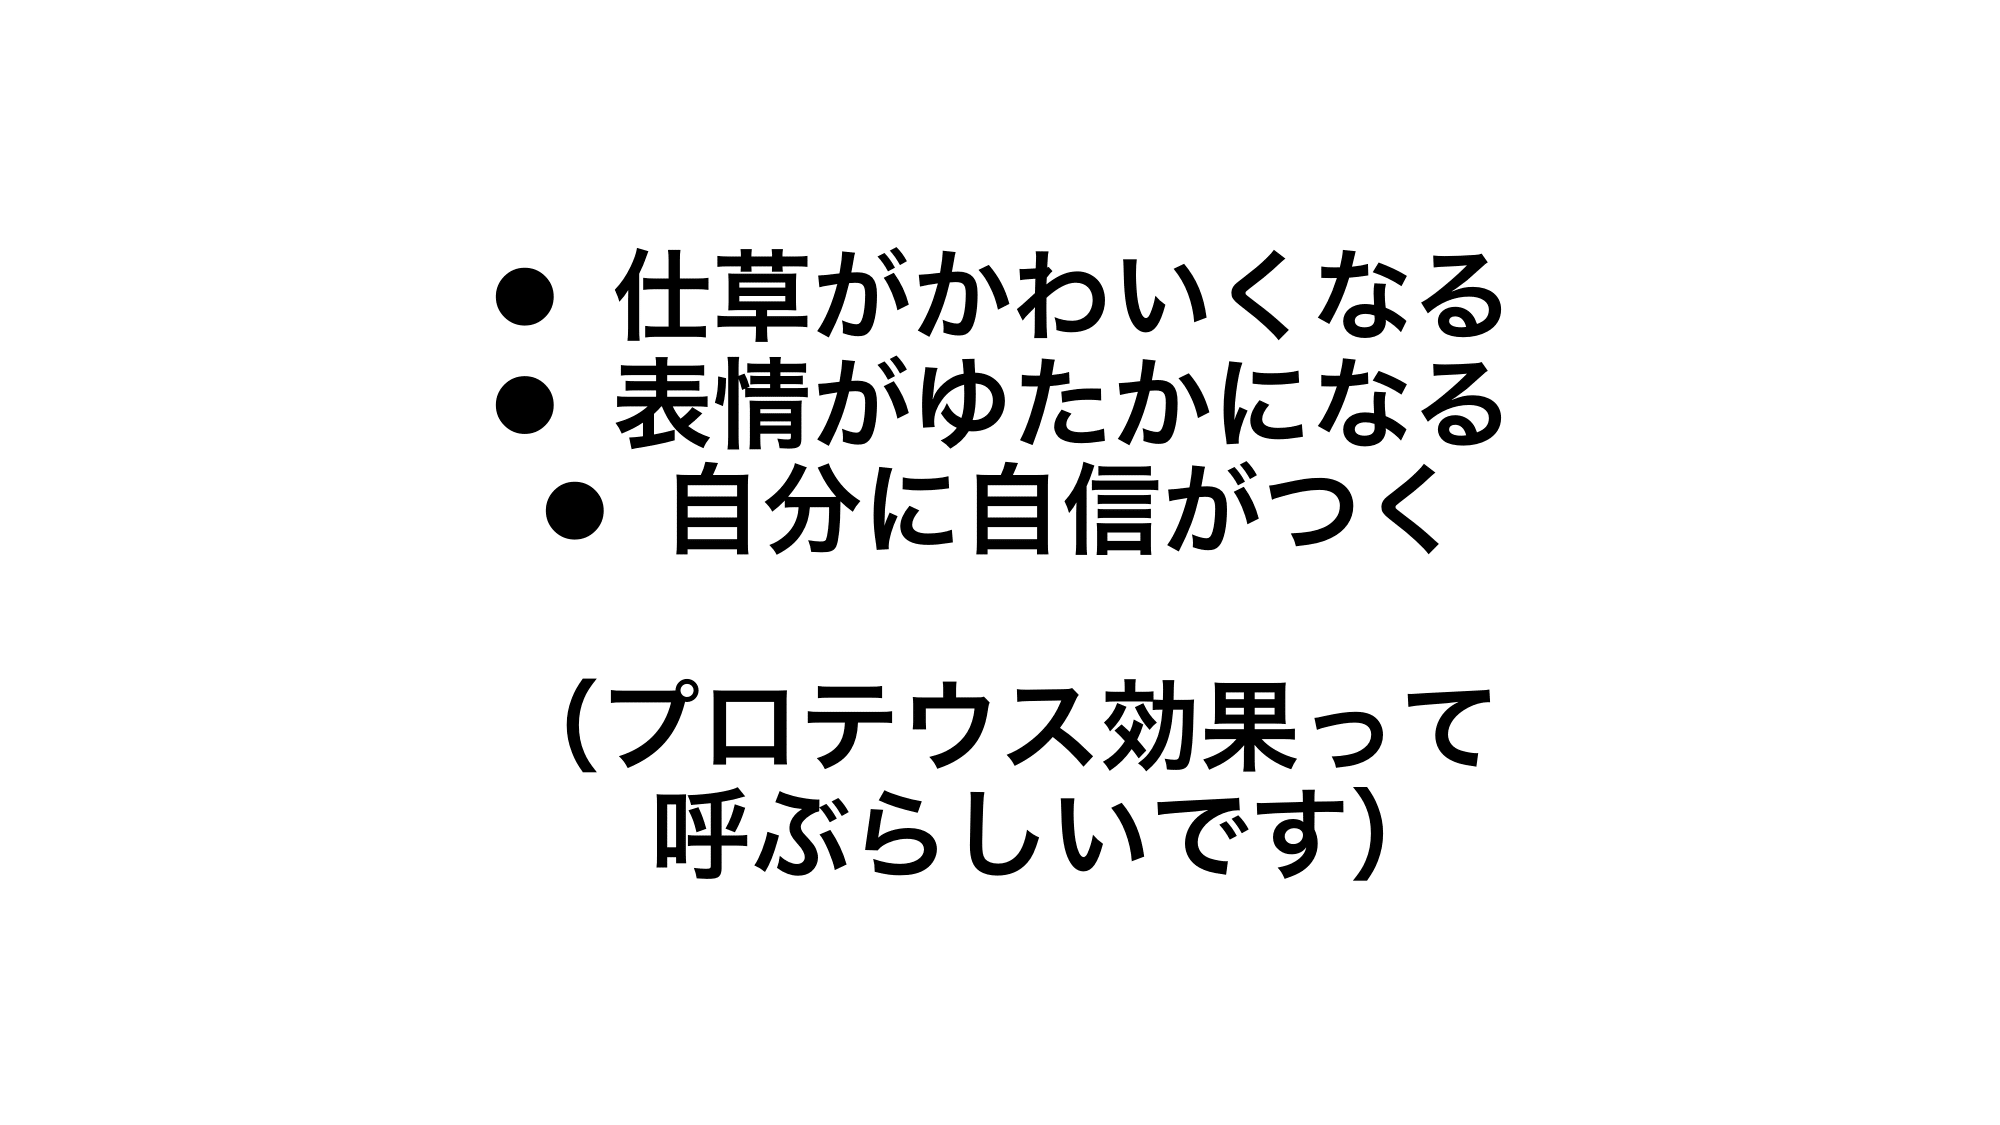 ● 仕草がかわいくなる
● 表情がゆたかになる
● 自分に自信がつく
（プロテウス効果って
呼ぶらしいです）